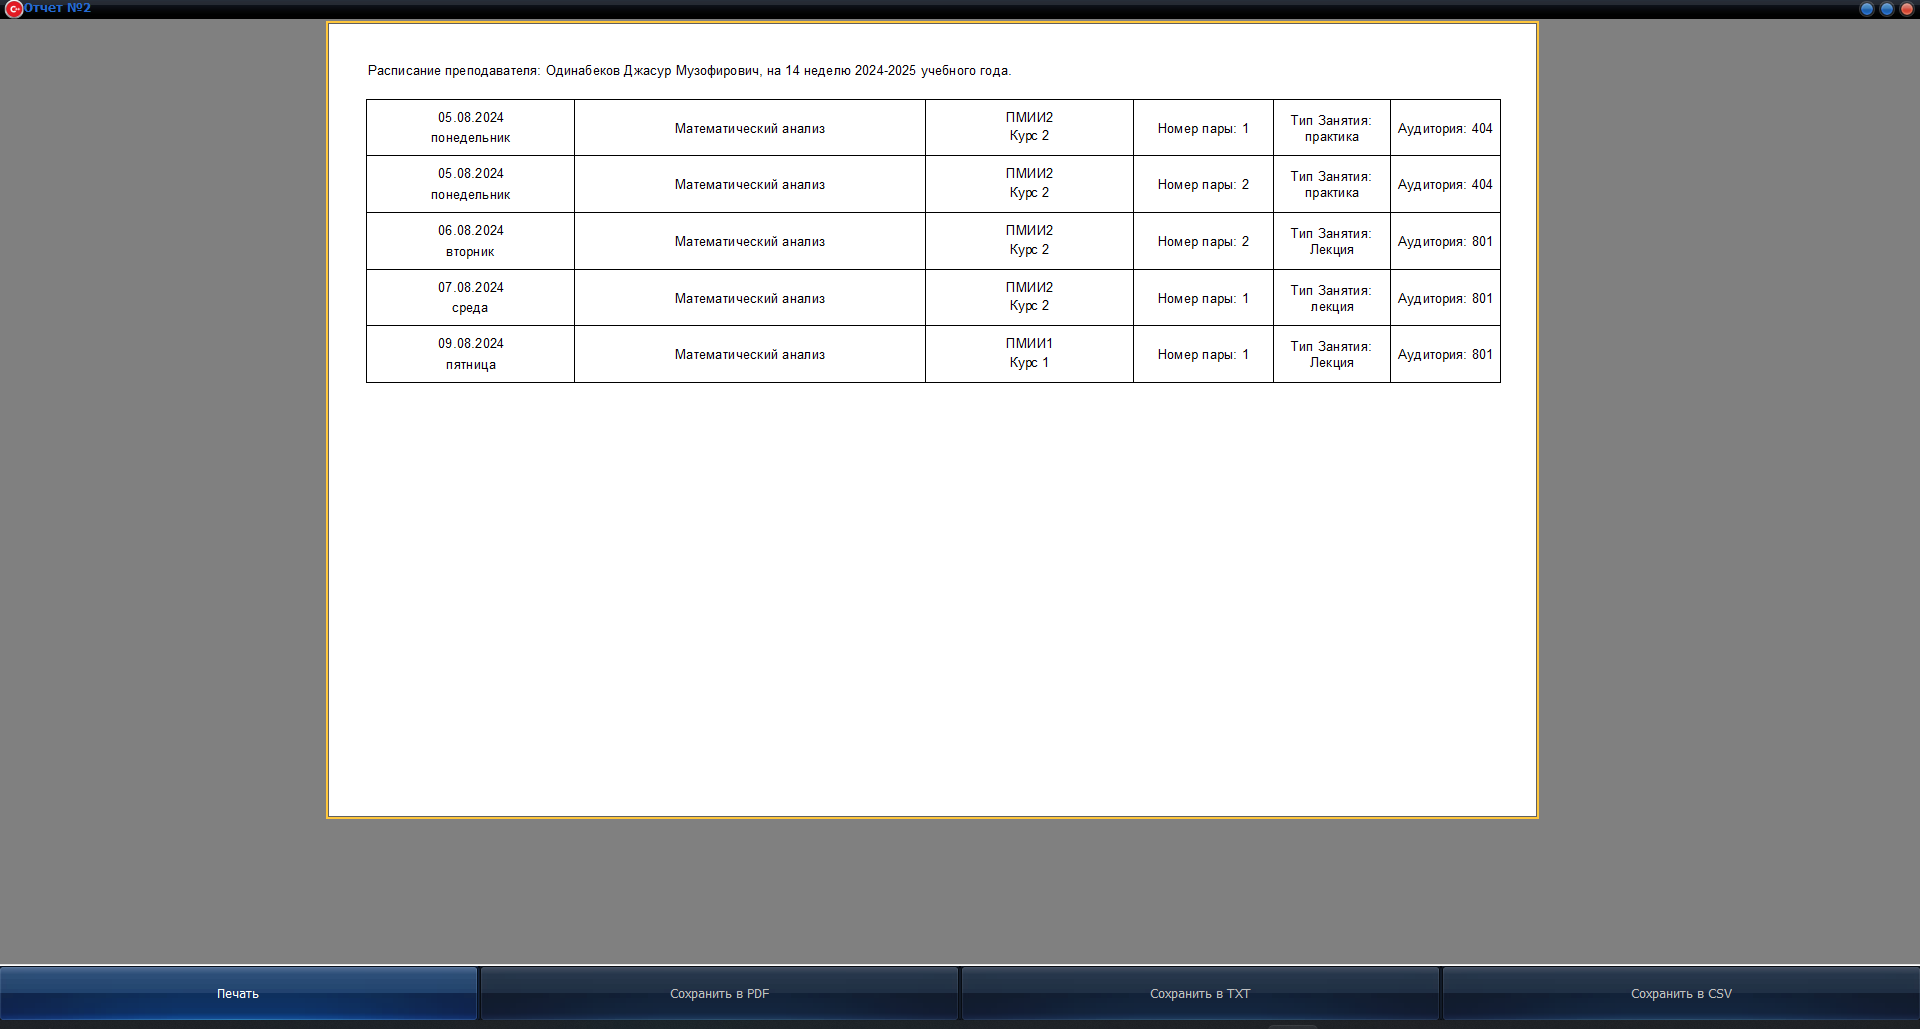 Отчет №2
Расписание преподавателя: Одинабеков Джасур Музофирович, на 14 неделю 2024-2025 учебного года.
05.08.2024
понедельник
Математический анализ
ПМИИ2
Курс 2
Номер пары: 1
Тип Занятия:
практика
Аудитория: 404
05.08.2024
понедельник
Математический анализ
ПМИИ2
Курс 2
Номер пары: 2
Тип Занятия:
практика
Аудитория: 404
06.08.2024
вторник
Математический анализ
ПМИИ2
Курс 2
Номер пары: 2
Тип Занятия:
Лекция
Аудитория: 801
07.08.2024
среда
Математический анализ
ПМИИ2
Курс 2
Номер пары: 1
Тип Занятия:
лекция
Аудитория: 801
09.08.2024
пятница
Математический анализ
ПМИИ1
Курс 1
Номер пары: 1
Тип Занятия:
Лекция
Аудитория: 801
Печать
Сохранить в PDF
Сохранить в TXT
Сохранить в CSV